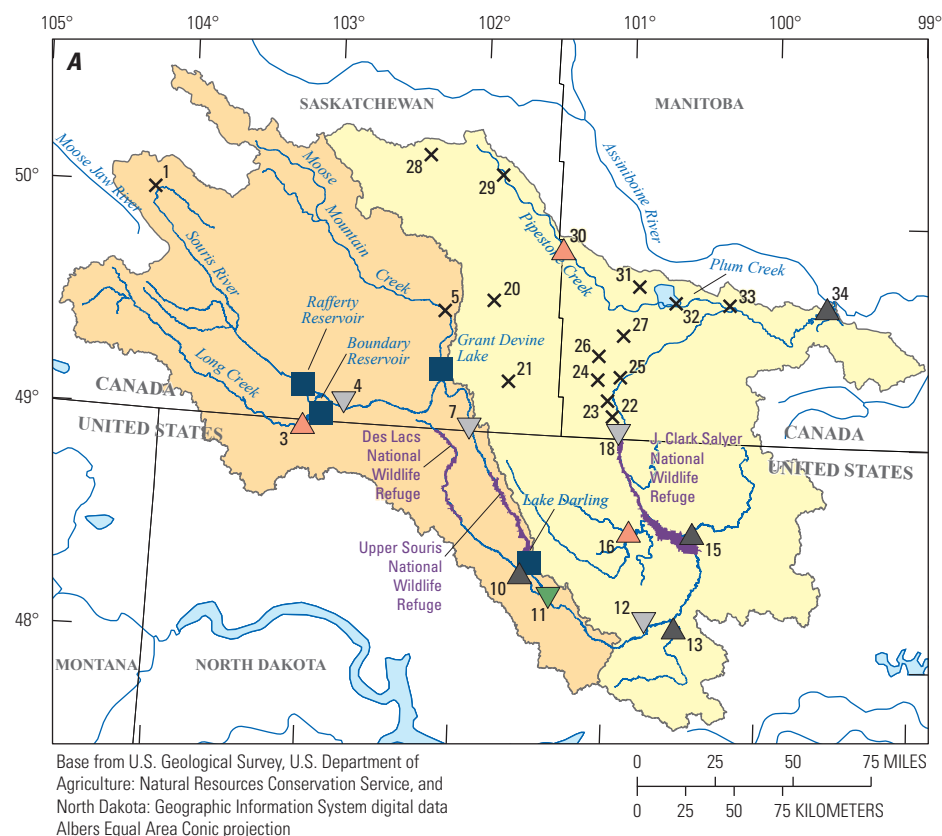 105°
104°
103°
102°
101°
100°
99°
A
SASKATCHEWAN
MANITOBA
Moose Jaw River
50°
1
28
29
Moose
Mountain
Creek
Souris River
Assiniboine River
Pipestone Creek
30
31
Plum Creek
32
33
34
5
20
27
26
24
25
21
23
22
Rafferty
Reservoir
Boundary
Reservoir
Grant Devine
Lake
Long Creek
49°
CANADA
UNITED STATES
4
3
7
18
CANADA
UNITED STATES
Des Lacs
National
Wildlife
Refuge
J. Clark Salyer
National
Wildlife
Refuge
Lake Darling
Upper Souris
National
Wildlife
Refuge
16
15
10
11
12
13
48°
MONTANA
NORTH DAKOTA
Base from U.S. Geological Survey, U.S. Department of
Agriculture: Natural Resources Conservation Service, and
North Dakota: Geographic Information System digital data
Albers Equal Area Conic projection
0 25 50 75 MILES
0 25 50 75 KILOMETERS